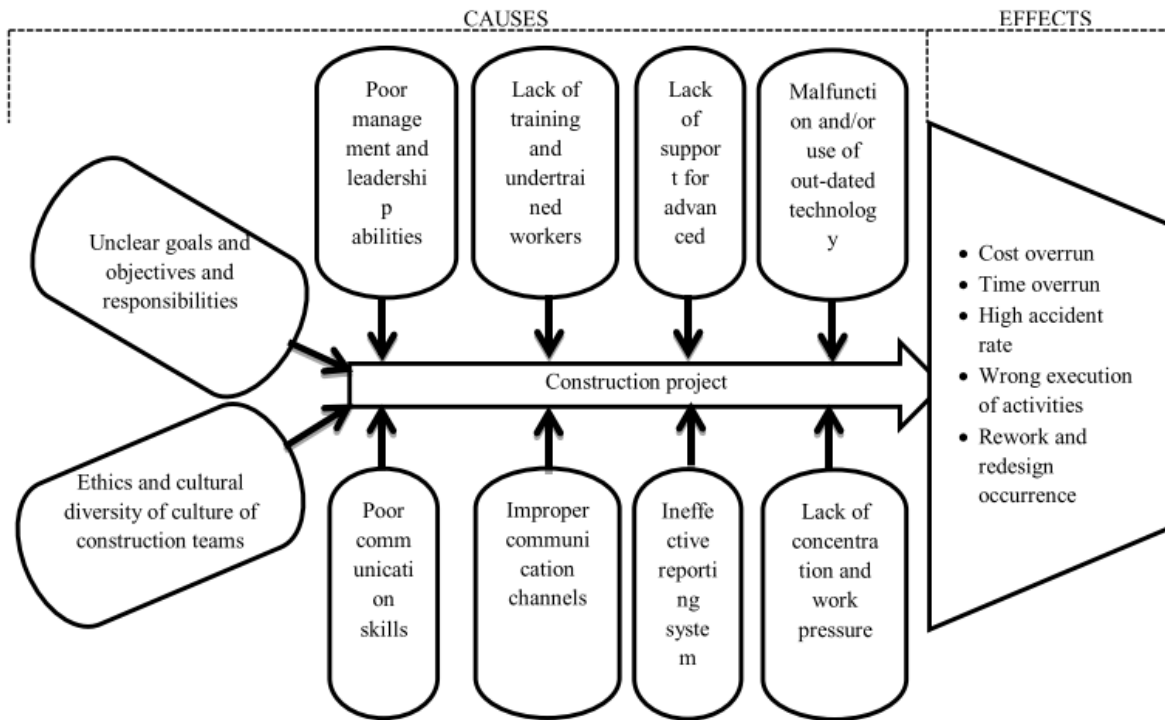 CAUSES
EFFECTS
Poor
manage
ment and
leadershi
p
abilities
Lack of
training
and
undertrai
ned
workers
Lack
of
suppor
t for
advan
ced
Malfuncti
on and/or
use of
out-dated
technolog
y
Unclear goals and
objectives and
responsibilities
Construction project
Ethics and cultural
diversity of culture of
construction teams
Poor
comm
unicati
on
skills
Improper
communi
cation
channels
Ineffe
ctive
reporti
ng
syste
m
Lack of
concentra
tion and
work
pressure
• Cost overrun
• Time overrun
• High accident
rate
• Wrong execution
of activities
• Rework and
redesign
occurrence